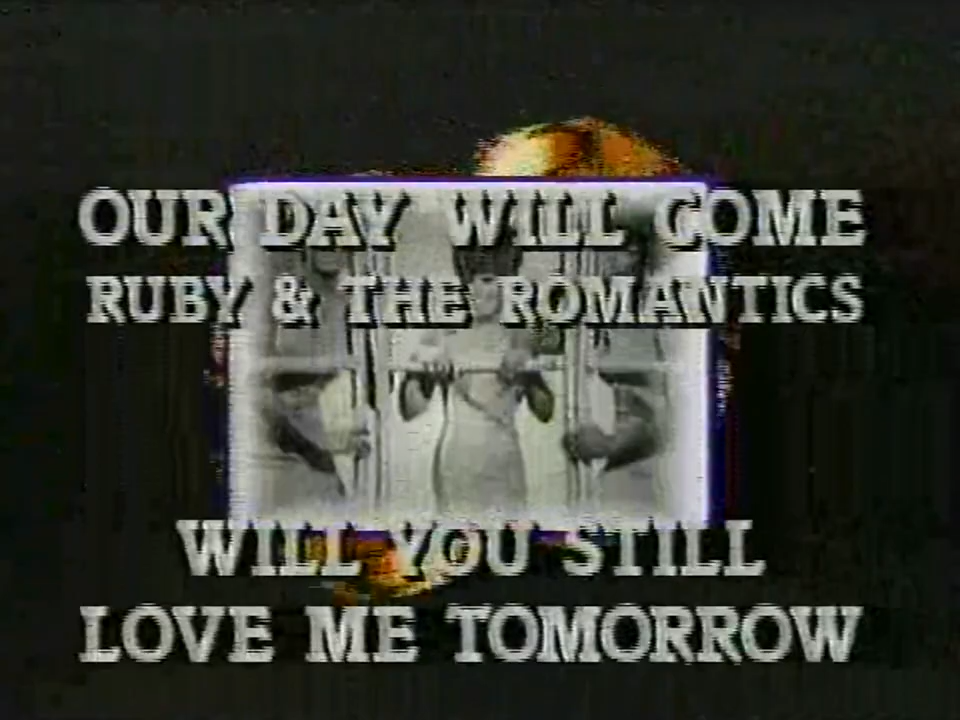 OUR DAY WILL COME
RUBY & THE ROMANTICS
WILL YOU STILL
LOVE ME TOMORROW